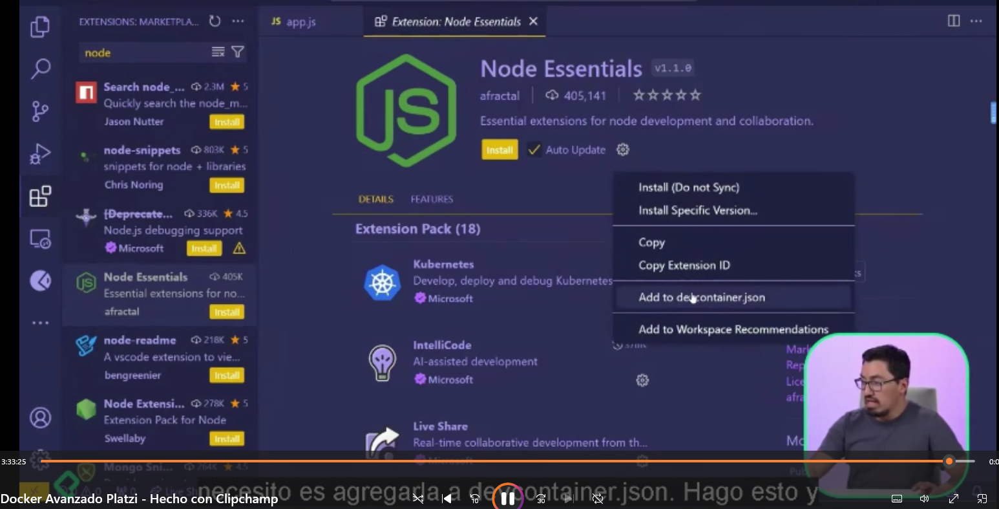 EXTENSIONS: MARKETPLA...
JS app.js
Extension: Node Essentials
node
Search node_... 2.3M 5
Quickly search the node_m...
Jason Nutter Install
node-snippets 803K 5
snippets for node + libraries
Chris Noring Install
[Deprecate... 336K 4.5
Node.js debugging support
Microsoft Install
Node Essentials 405K
Essential extensions for no...
afractal Install
node-readme 218K 5
A vscode extension to vie...
bengreenier Install
Node Extensi... 278K 5
Extension Pack for Node
Swellaby Install
Mongo Sni... 264K 4.5
JS
Node Essentials v1.1.0
afractal 405,141
Essential extensions for node development and collaboration.
Install Auto Update
DETAILS FEATURES
Extension Pack (18)
Kubernetes
Develop, deploy and debug Kubernetes
Microsoft
IntelliCode
AI-assisted development
Microsoft
Live Share
Real-time collaborative development from th...
Microsoft
Install (Do not Sync)
Install Specific Version...
Copy
Copy Extension ID
Add to devcontainer.json
Add to Workspace Recommendations
Mar
Rep
Lice
afra
Mo
Pub
3:33:25
0:0
Live Sh
necesito es agregarla a devcontainer.json. Hago esto y
Docker Avanzado Platzi - Hecho con Clipchamp
10
30